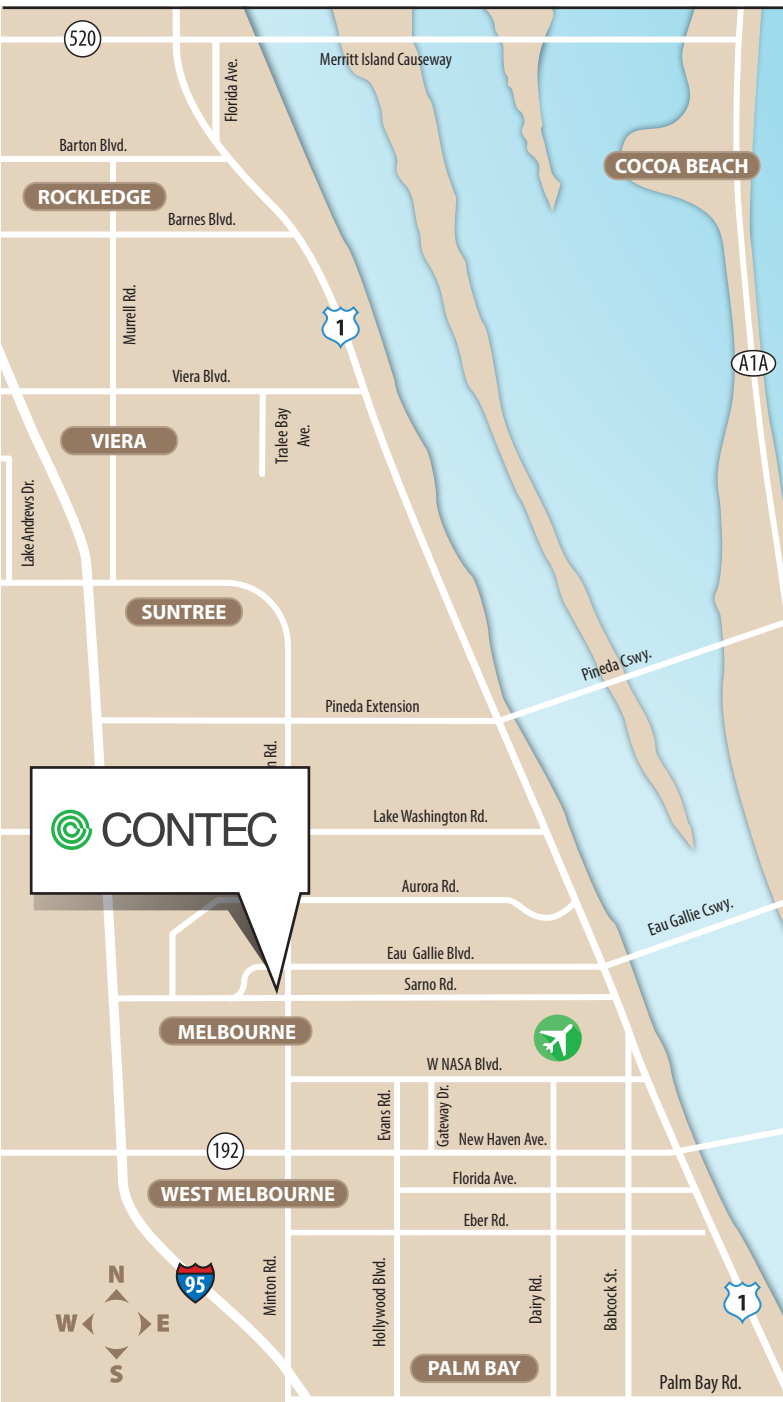 520
Merritt Island Causeway
Florida Ave.
Barton Blvd.
COCOA BEACH
ROCKLEDGE
Barnes Blvd.
Murrell Rd.
1
A1A
Viera Blvd.
Tralee Bay
Ave.
VIERA
Lake Andrews Dr.
SUNTREE
Pineda Cswy.
Pineda Extension
Rd.
CONTEC
Lake Washington Rd.
Aurora Rd.
Eau Gallie Cswy.
Eau Gallie Blvd.
Sarno Rd.
MELBOURNE
W NASA Blvd.
Evans Rd.
Gateway Dr.
New Haven Ave.
192
Florida Ave.
WEST MELBOURNE
Eber Rd.
N
W
E
S
95
Minton Rd.
Hollywood Blvd.
Dairy Rd.
Babcock St.
1
PALM BAY
Palm Bay Rd.